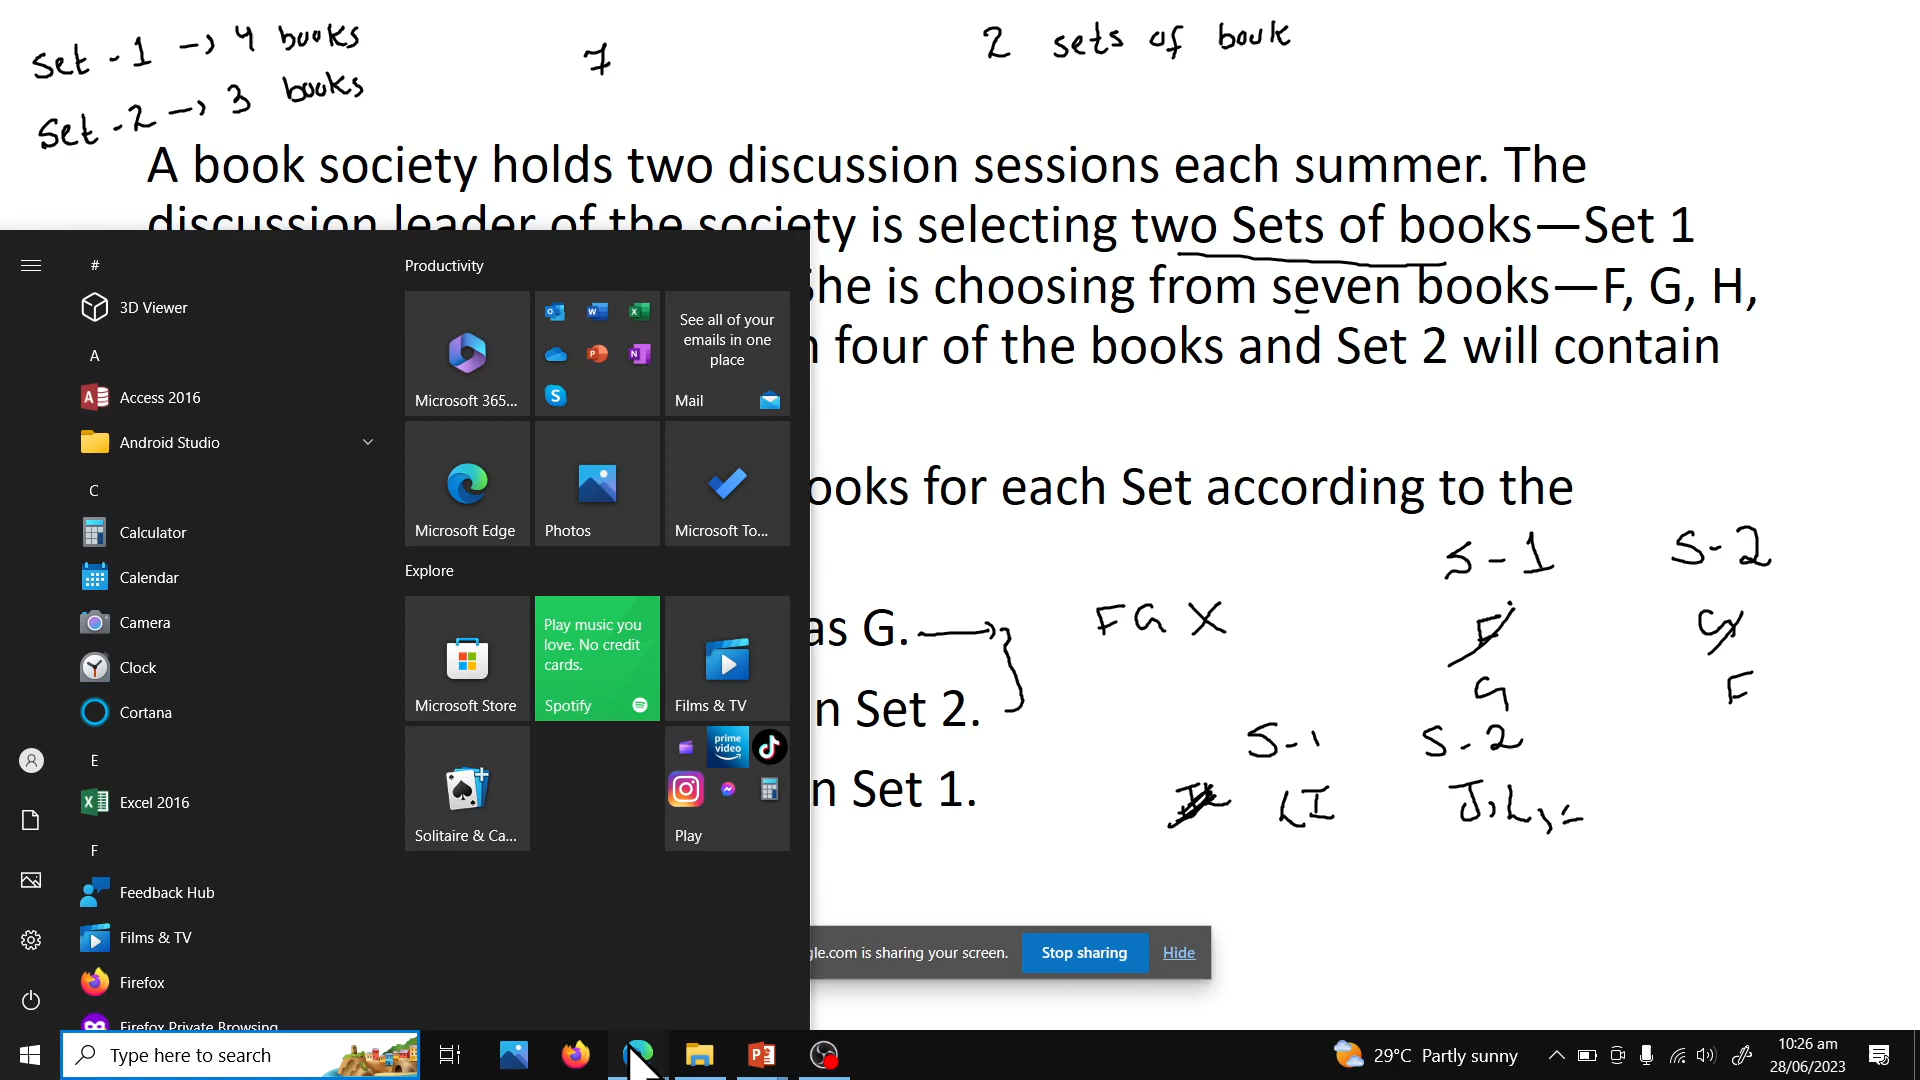 Set - 1 -> 4 books
7
2 sets of book
Set - 2 -> 3 books
A book society holds two discussion sessions each summer. The
discussion leader of the society is selecting two Sets of books—Set 1
he is choosing from seven books—F, G, H,
four of the books and Set 2 will contain
ooks for each Set according to the
as G.
n Set 2.
n Set 1.
F G X
S - 1
S - 2
F
G
G
F
S - 1
S - 2
I
#
3D Viewer
A
Access 2016
Android Studio
C
Calculator
Calendar
Camera
Clock
Cortana
E
Excel 2016
F
Feedback Hub
Films & TV
Firefox
Firefox Private Browsing
Productivity
Microsoft 365...
See all of your
emails in one
place
Mail
Microsoft Edge
Photos
Microsoft To...
Explore
Microsoft Store
Play music you
love. No credit
cards.
Spotify
Films & TV
Solitaire & Ca...
prime
video
Play
gle.com is sharing your screen.
Stop sharing
Hide
Type here to search
29°C Partly sunny
10:26 am
28/06/2023